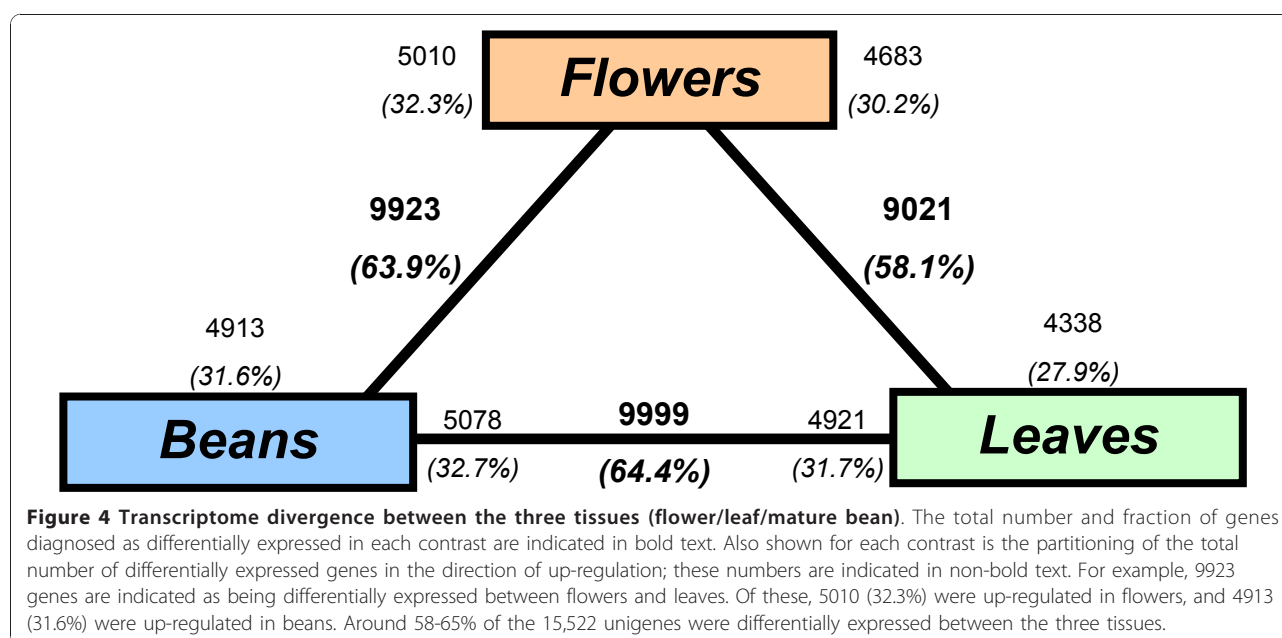 5010
Flowers
4683
(32.3%)
(30.2%)
9923
9021
(63.9%)
(58.1%)
4913
4338
(31.6%)
(27.9%)
Beans
5078
9999
4921
Leaves
(32.7%)
(64.4%)
(31.7%)
Figure 4 Transcriptome divergence between the three tissues (flower/leaf/mature bean). The total number and fraction of genes
diagnosed as differentially expressed in each contrast are indicated in bold text. Also shown for each contrast is the partitioning of the total
number of differentially expressed genes in the direction of up-regulation; these numbers are indicated in non-bold text. For example, 9923
genes are indicated as being differentially expressed between flowers and leaves. Of these, 5010 (32.3%) were up-regulated in flowers, and 4913
(31.6%) were up-regulated in beans. Around 58-65% of the 15,522 unigenes were differentially expressed between the three tissues.